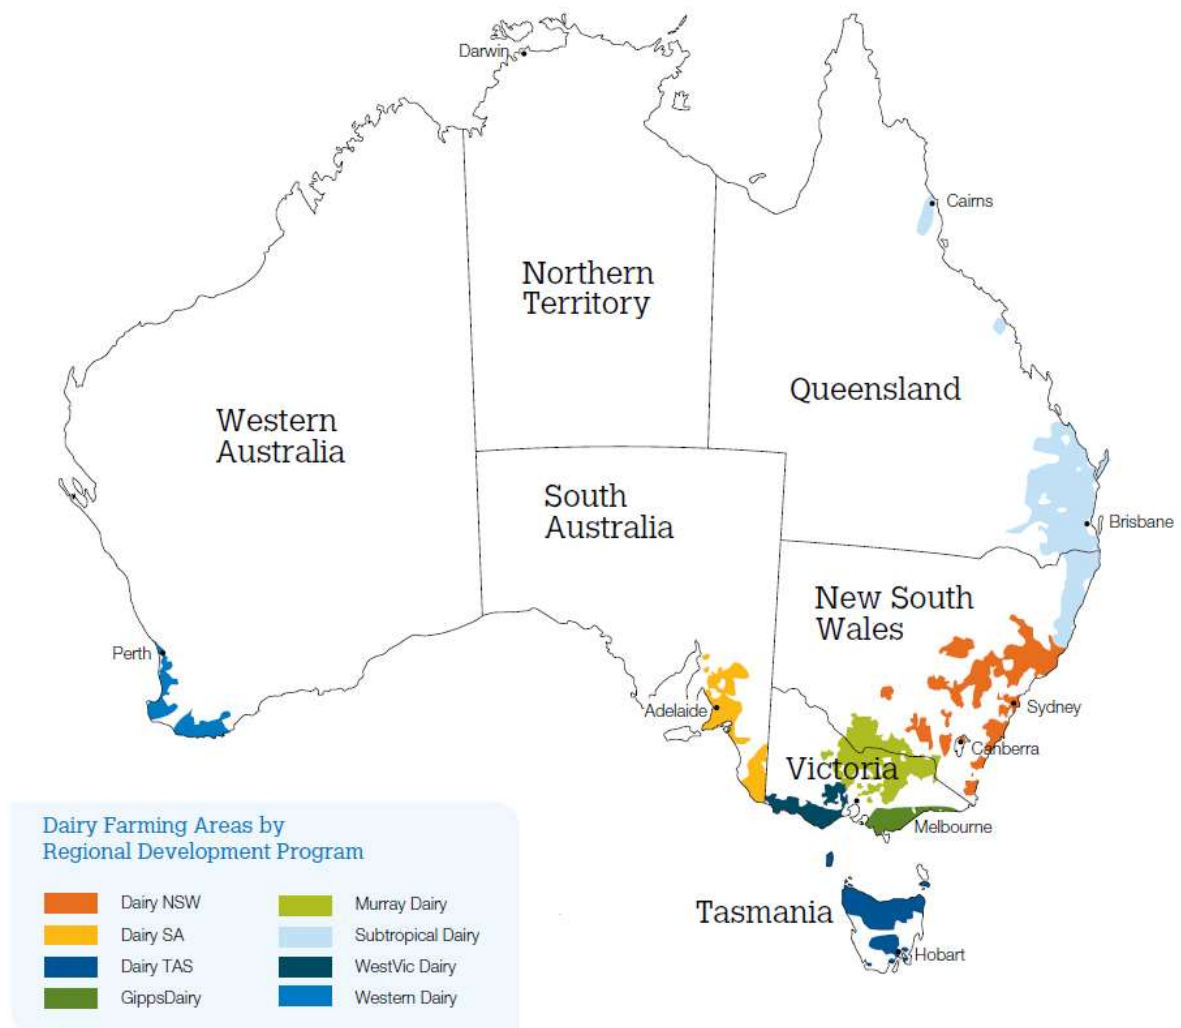 Darwin
Cairns
Northern
Territory
Queensland
Western
Australia
South
Australia
Brisbane
New South
Wales
Perth
Adelaide
Sydney
Canberra
Victoria
Melbourne
Dairy Farming Areas by
Regional Development Program
Tasmania
Hobart
Dairy NSW
Dairy SA
Dairy TAS
GippsDairy
Murray Dairy
Subtropical Dairy
WestVic Dairy
Western Dairy